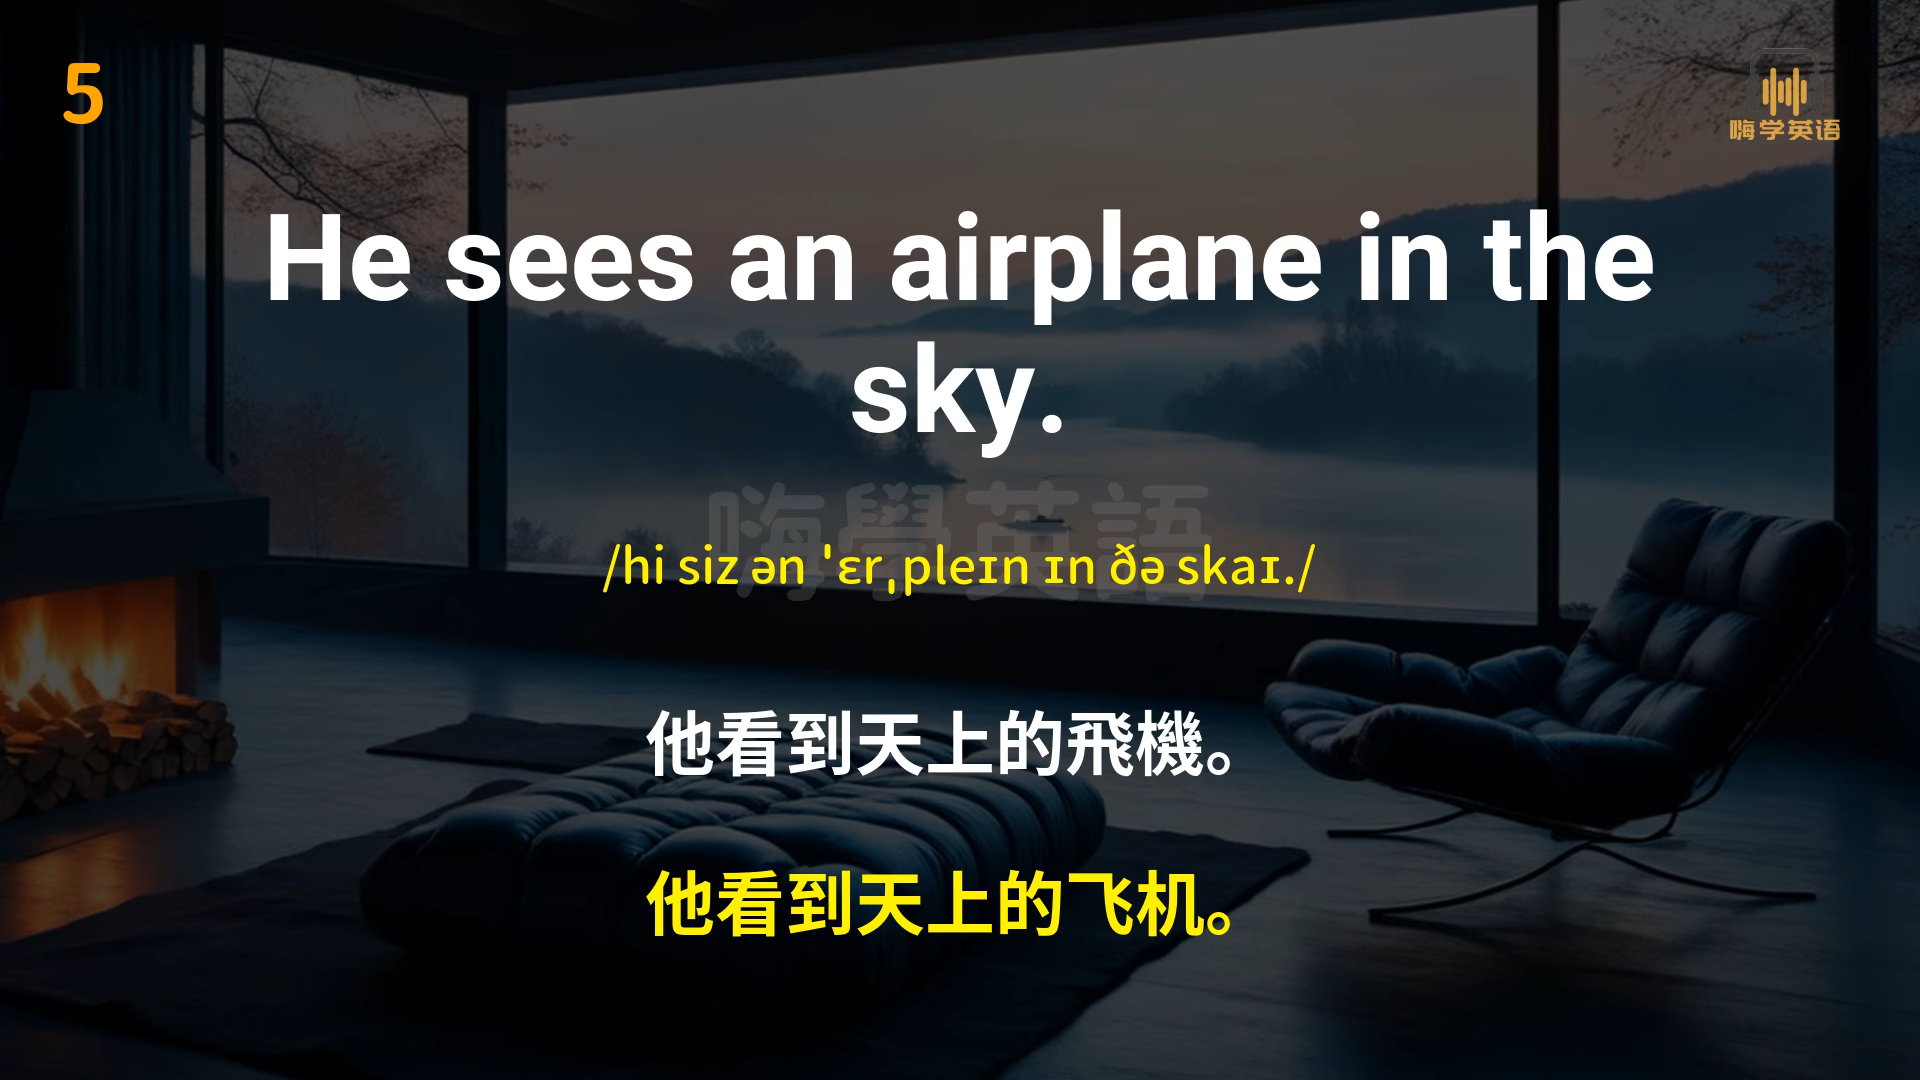 5
嗨学英语
He sees an airplane in the
sky.
嗨學英語
/hi siz ən ˈɛrˌpleɪn ɪn ðə skaɪ./
他看到天上的飛機。
他看到天上的飞机。